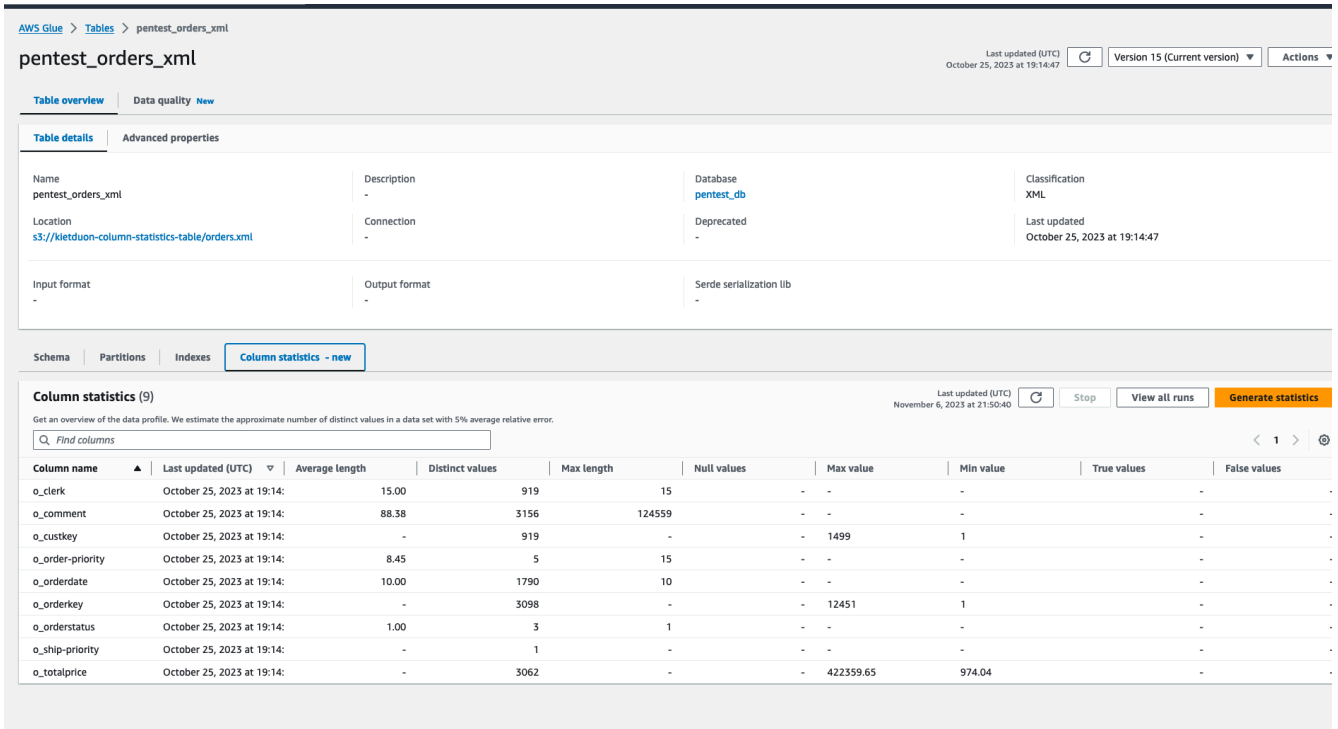 AWS Glue > Tables > pentest_orders_xml
pentest_orders_xml
Last updated (UTC)
October 25, 2023 at 19:14:47
Version 15 (Current version)
Actions
Table overview
Data quality New
Table details
Advanced properties
Name
pentest_orders_xml
Description
-
Database
pentest_db
Classification
XML
Location
s3://kietduon-column-statistics-table/orders.xml
Connection
-
Deprecated
-
Last updated
October 25, 2023 at 19:14:47
Input format
-
Output format
-
Serde serialization lib
-
Schema
Partitions
Indexes
Column statistics - new
Column statistics (9)
Last updated (UTC)
November 6, 2023 at 21:50:40
Stop
View all runs
Generate statistics
Get an overview of the data profile. We estimate the approximate number of distinct values in a data set with 5% average relative error.
Find columns
< 1 >
Column name Last updated (UTC) Average length Distinct values Max length Null values Max value Min value True values False values
o_clerk October 25, 2023 at 19:14: 15.00 919 15 - - - - -
o_comment October 25, 2023 at 19:14: 88.38 3156 124559 - - - - -
o_custkey October 25, 2023 at 19:14: - 919 - - 1499 1 - -
o_order-priority October 25, 2023 at 19:14: 8.45 5 15 - - - - -
o_orderdate October 25, 2023 at 19:14: 10.00 1790 10 - - - - -
o_orderkey October 25, 2023 at 19:14: - 3098 - - 12451 1 - -
o_orderstatus October 25, 2023 at 19:14: 1.00 3 1 - - - - -
o_ship-priority October 25, 2023 at 19:14: - 1 - - - - - -
o_totalprice October 25, 2023 at 19:14: - 3062 - - 422359.65 974.04 - -